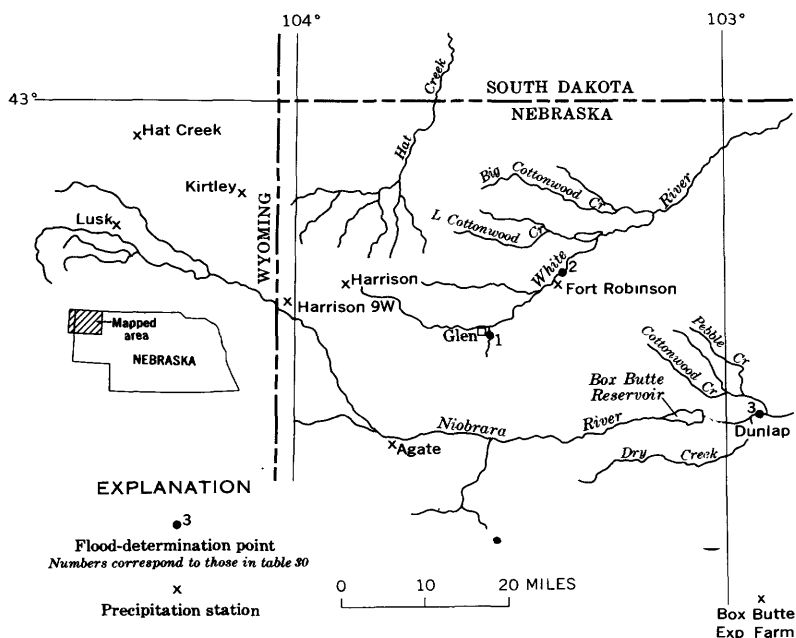 104°
103°
43°
SOUTH DAKOTA
NEBRASKA
WYOMING
Hat Creek
Hat Creek
Kirtley
Lusk
Big Cottonwood Cr
L Cottonwood Cr
White River
2
Fort Robinson
Harrison
Harrison 9W
Glen
1
Mapped
area
NEBRASKA
Pebble Cr
Cottonwood Cr
Box Butte
Reservoir
3
Dunlap
Niobrara River
Agate
Dry Creek
EXPLANATION
3
Flood-determination point
Numbers correspond to those in table 30
x
Precipitation station
0 10 20 MILES
x
Box Butte
Exp Farm